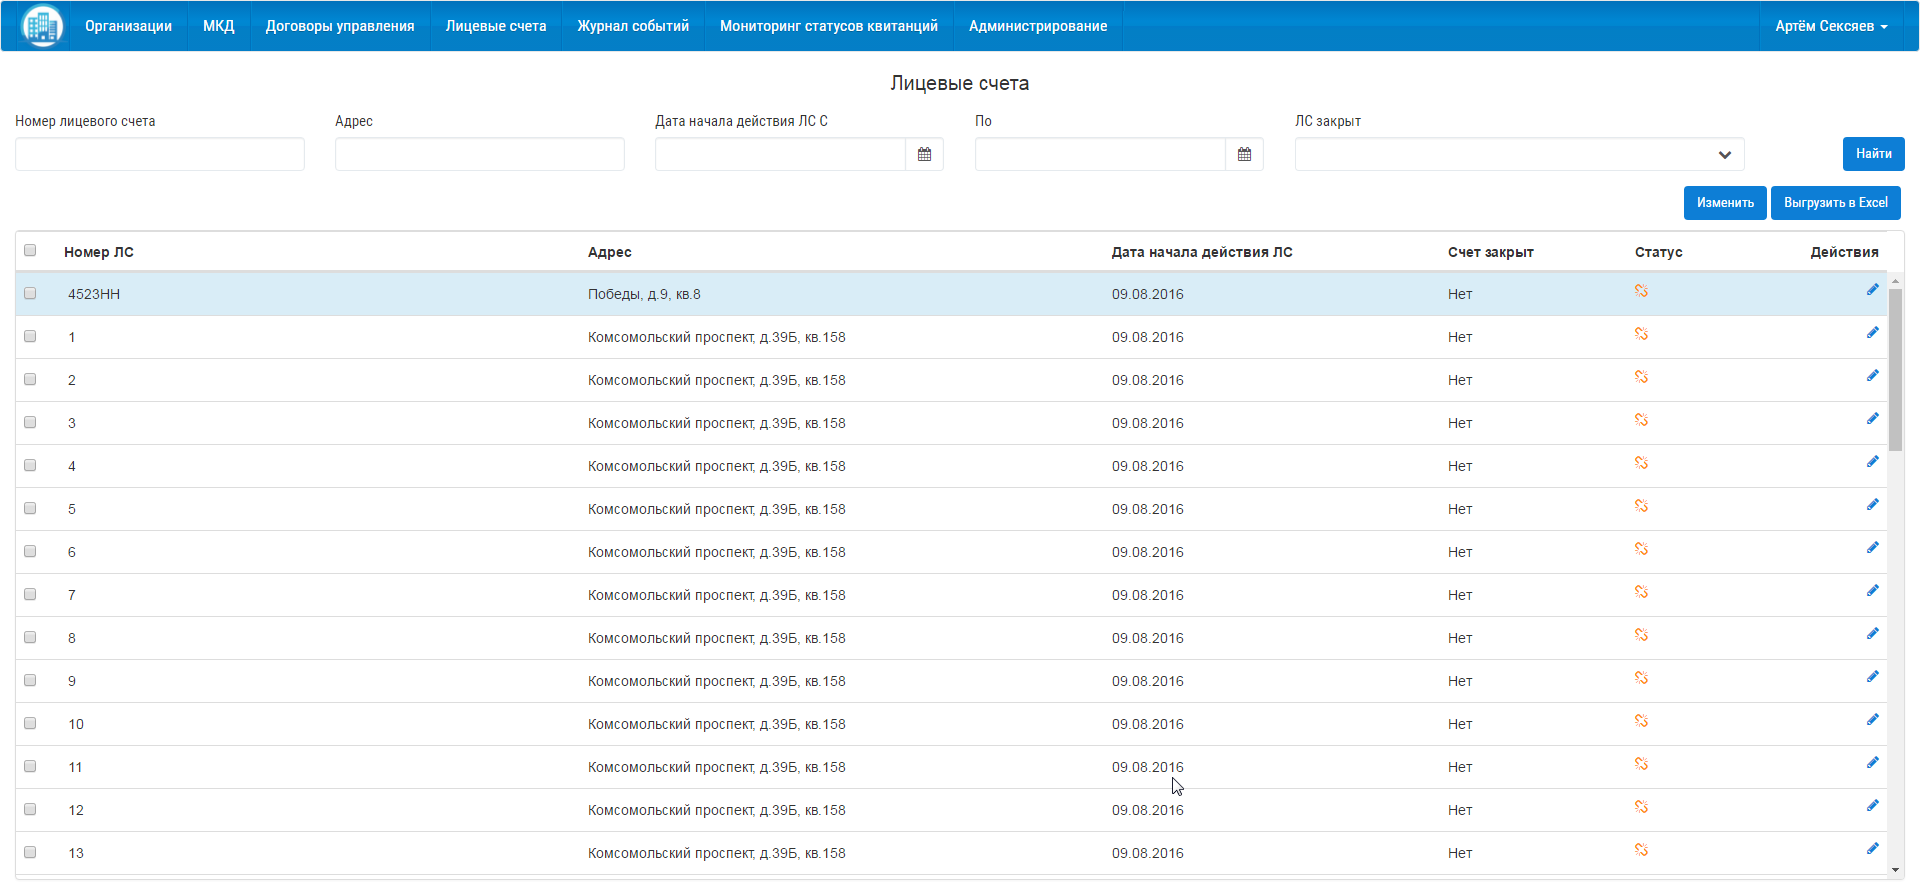 Организации МКД Договоры управления Лицевые счета Журнал событий Мониторинг статусов квитанций Администрирование Артём Сексяев
Лицевые счета
Номер лицевого счета Адрес Дата начала действия ЛС С По ЛС закрыт
Найти
Изменить Выгрузить в Excel
Номер ЛС Адрес Дата начала действия ЛС Счет закрыт Статус Действия
4523НН Победы, д.9, кв.8 09.08.2016 Нет
1 Комсомольский проспект, д.39Б, кв.158 09.08.2016 Нет
2 Комсомольский проспект, д.39Б, кв.158 09.08.2016 Нет
3 Комсомольский проспект, д.39Б, кв.158 09.08.2016 Нет
4 Комсомольский проспект, д.39Б, кв.158 09.08.2016 Нет
5 Комсомольский проспект, д.39Б, кв.158 09.08.2016 Нет
6 Комсомольский проспект, д.39Б, кв.158 09.08.2016 Нет
7 Комсомольский проспект, д.39Б, кв.158 09.08.2016 Нет
8 Комсомольский проспект, д.39Б, кв.158 09.08.2016 Нет
9 Комсомольский проспект, д.39Б, кв.158 09.08.2016 Нет
10 Комсомольский проспект, д.39Б, кв.158 09.08.2016 Нет
11 Комсомольский проспект, д.39Б, кв.158 09.08.2016 Нет
12 Комсомольский проспект, д.39Б, кв.158 09.08.2016 Нет
13 Комсомольский проспект, д.39Б, кв.158 09.08.2016 Нет